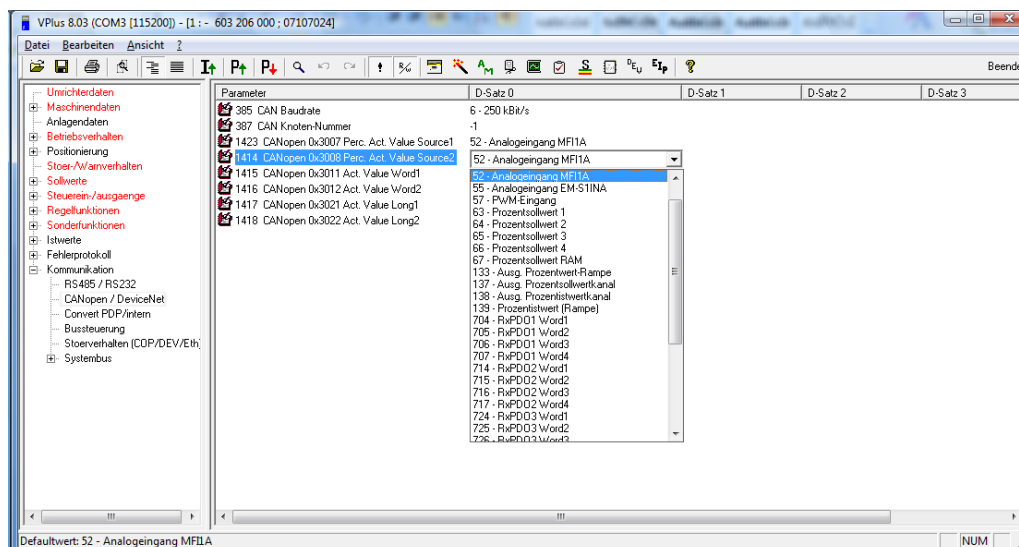 VPlus 8.03 (COM3 [115200]) - [1 : - 603 206 000 ; 07107024]
Datei Bearbeiten Ansicht ?
Beende
Umrichterdaten
Maschinendaten
Anlagendaten
Betriebsverhalten
Positionierung
Stoer-/Warnverhalten
Sollwerte
Steuerein-/ausgaenge
Regelfunktionen
Sonderfunktionen
Istwerte
Fehlerprotokoll
Kommunikation
RS485 / RS232
CANopen / DeviceNet
Convert PDP/intern
Bussteuerung
Stoerverhalten (COP/DEV/Eth)
Systembus
Parameter D-Satz 0 D-Satz 1 D-Satz 2 D-Satz 3
385 CAN Baudrate 6 - 250 kBit/s
387 CAN Knoten-Nummer -1
1423 CANopen 0x3007 Perc. Act. Value Source1 52 - Analogeingang MFI1A
1414 CANopen 0x3008 Perc. Act. Value Source2 52 - Analogeingang MFI1A
1415 CANopen 0x3011 Act. Value Word1
1416 CANopen 0x3012 Act. Value Word2
1417 CANopen 0x3021 Act. Value Long1
1418 CANopen 0x3022 Act. Value Long2
52 - Analogeingang MFI1A
55 - Analogeingang EM-S1INA
57 - PWM-Eingang
63 - Prozentsollwert 1
64 - Prozentsollwert 2
65 - Prozentsollwert 3
66 - Prozentsollwert 4
67 - Prozentsollwert RAM
133 - Ausg. Prozentwert-Rampe
137 - Ausg. Prozentsollwertkanal
138 - Ausg. Prozentistwertkanal
139 - Prozentistwert (Rampe)
704 - RxPDO1 Word1
705 - RxPDO1 Word2
706 - RxPDO1 Word3
707 - RxPDO1 Word4
714 - RxPDO2 Word1
715 - RxPDO2 Word2
716 - RxPDO2 Word3
717 - RxPDO2 Word4
724 - RxPDO3 Word1
725 - RxPDO3 Word2
726 - RxPDO3 Word3
Defaultwert: 52 - Analogeingang MFI1A NUM